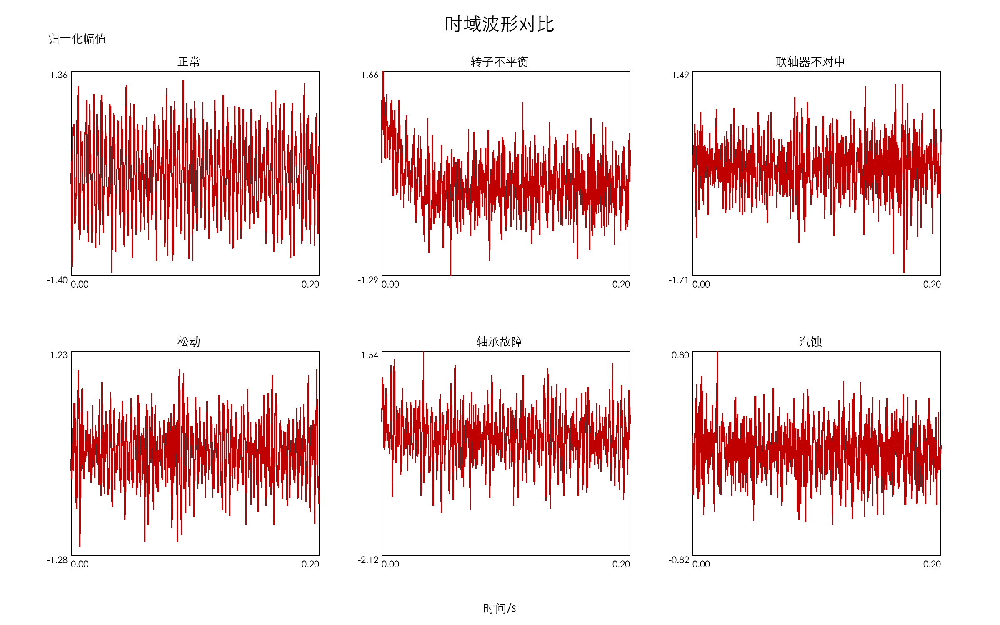 时域波形对比
归一化幅值
正常
转子不平衡
联轴器不对中
1.36
1.66
1.49
-1.40
-1.29
-1.71
0.00
0.20
0.00
0.20
0.00
0.20
松动
轴承故障
汽蚀
1.23
1.54
0.80
-1.28
-2.12
-0.82
0.00
0.20
0.00
0.20
0.00
0.20
时间/s